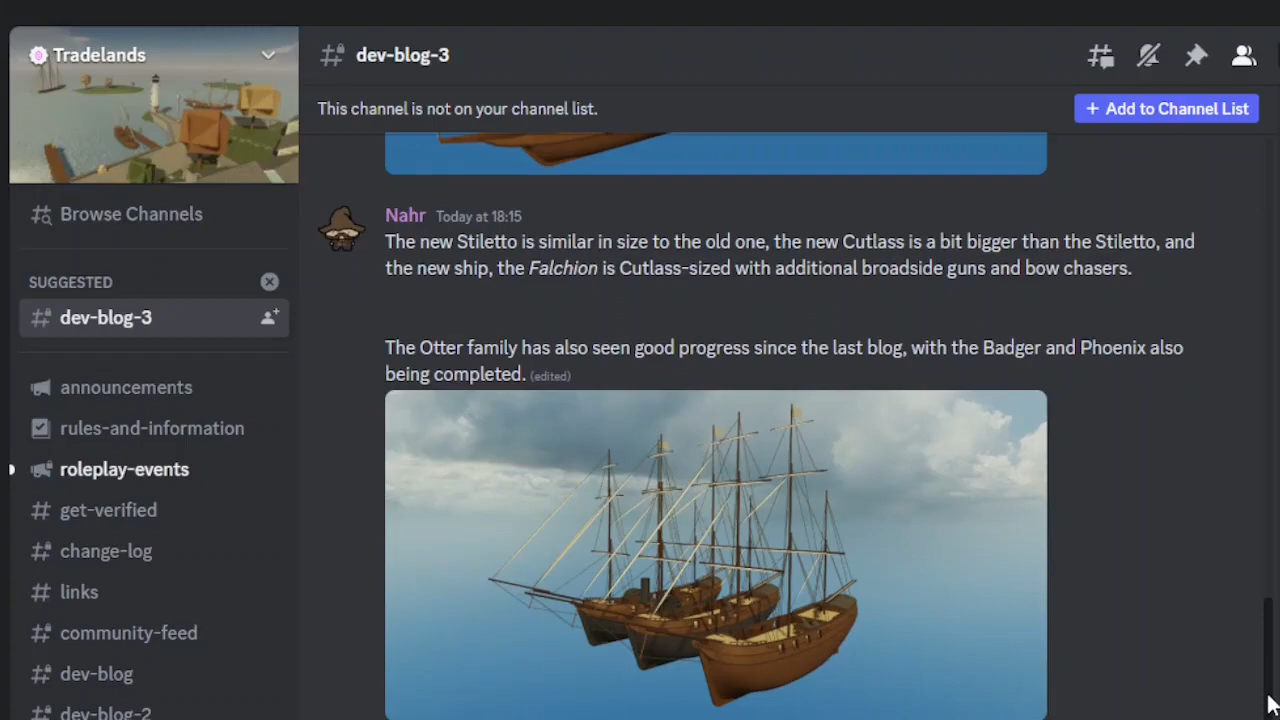 Tradelands
dev-blog-3
This channel is not on your channel list.
+ Add to Channel List
Browse Channels
SUGGESTED
dev-blog-3
announcements
rules-and-information
roleplay-events
get-verified
change-log
links
community-feed
dev-blog
dev-blog-2
Nahr Today at 18:15
The new Stiletto is similar in size to the old one, the new Cutlass is a bit bigger than the Stiletto, and
the new ship, the Falchion is Cutlass-sized with additional broadside guns and bow chasers.
The Otter family has also seen good progress since the last blog, with the Badger and Phoenix also
being completed. (edited)